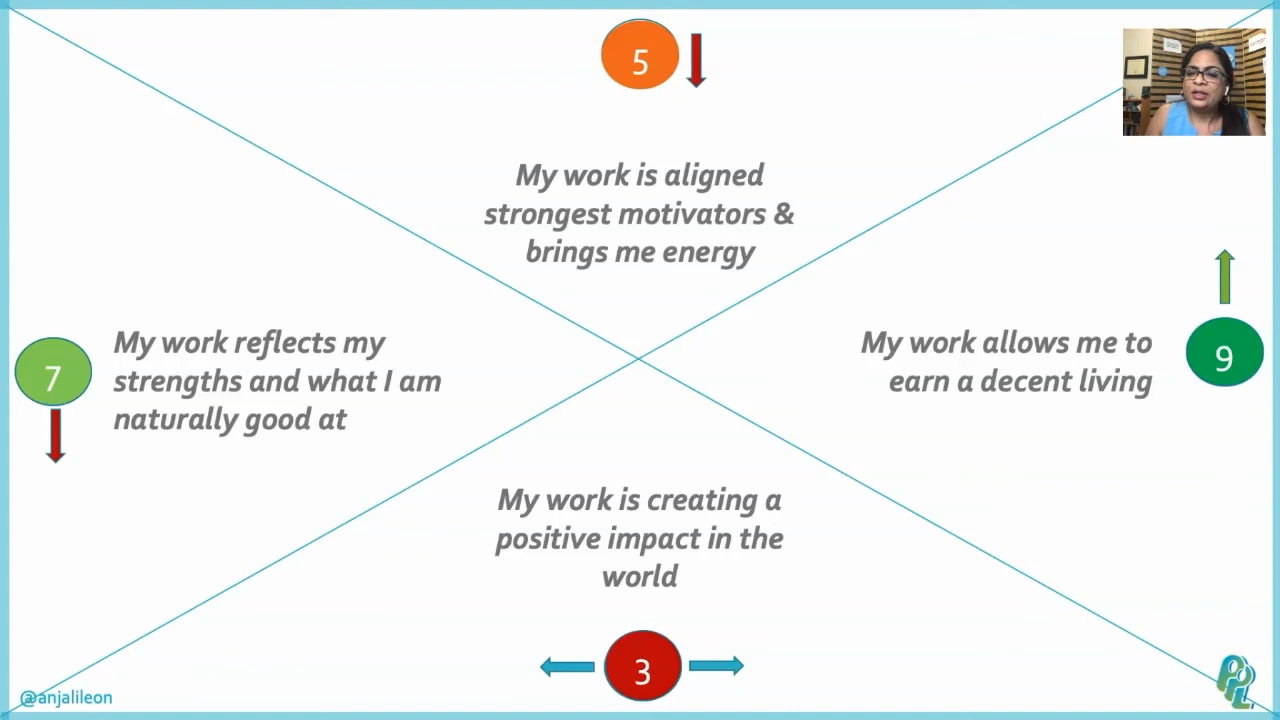 5
My work is aligned
strongest motivators &
brings me energy
7
My work reflects my
strengths and what I am
naturally good at
My work allows me to
earn a decent living
9
My work is creating a
positive impact in the
world
3
@anjalileon
PPL